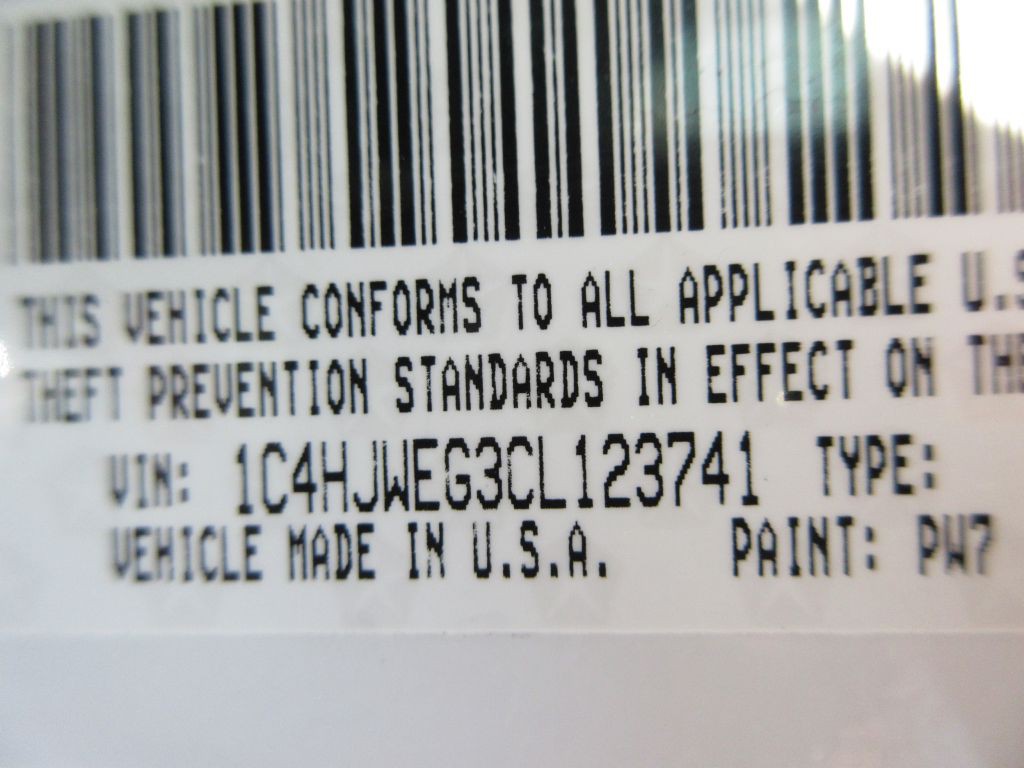 THIS VEHICLE CONFORMS TO ALL APPLICABLE U.S
THEFT PREVENTION STANDARDS IN EFFECT ON THE
VIN: 1C4HJWEG3CL123741 TYPE:
VEHICLE MADE IN U.S.A. PAINT: PW7